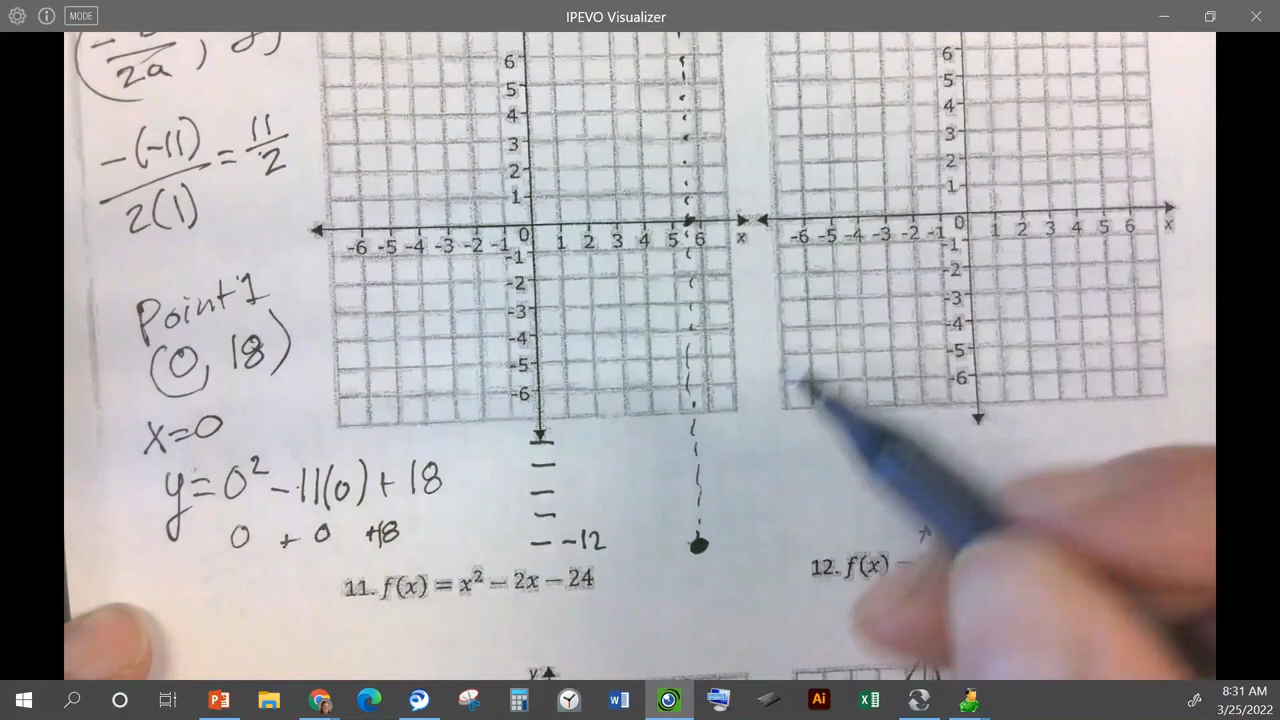 IPEVO Visualizer
MODE
2a
-(-11)
2(1)
= 11/2
Point 1
(0, 18)
x=0
y= 0² - 11(0) + 18
0 + 0 +18
6
5
4
3
2
1
0
-6 -5 -4 -3 -2 -1 1 2 3 4 5 6 x
-1
-2
-3
-4
-5
-6
-12
11. f(x) = x² − 2x − 24
y
6
5
4
3
2
1
0
-6 -5 -4 -3 -2 -1 1 2 3 4 5 6 x
-1
-2
-3
-4
-5
-6
12. f(x)
8:31 AM
3/25/2022